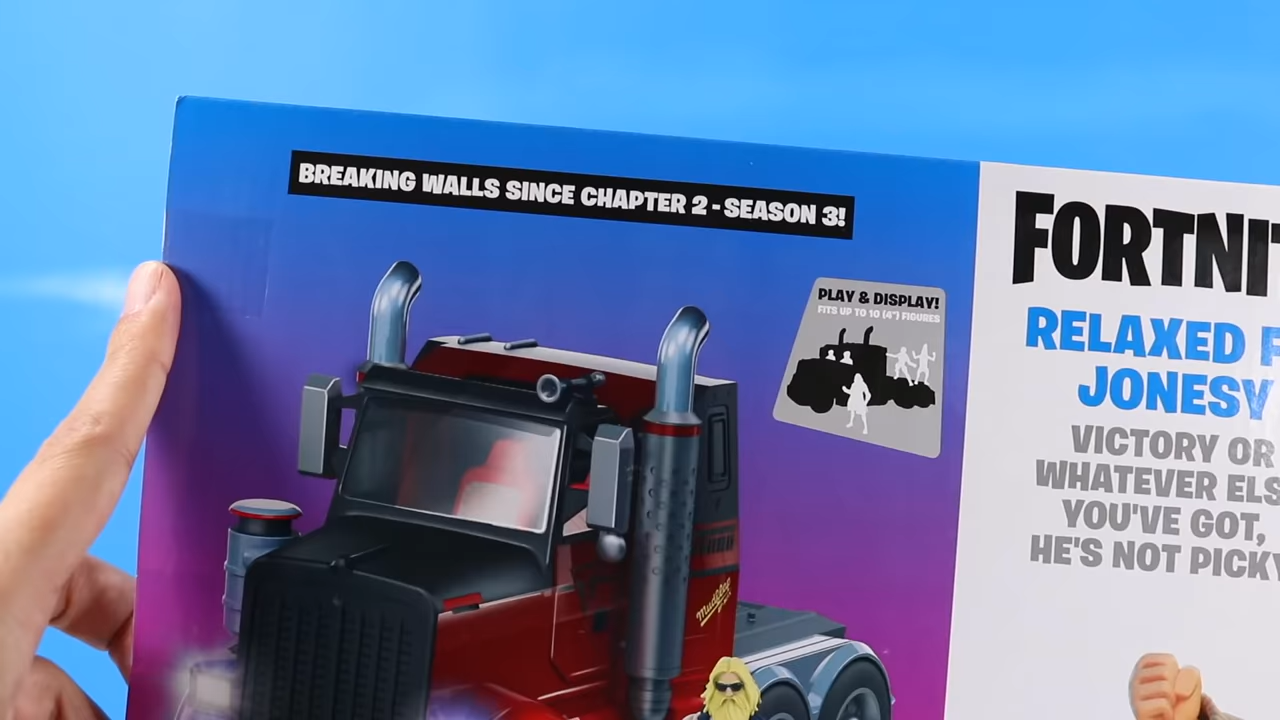 BREAKING WALLS SINCE CHAPTER 2 - SEASON 3!
PLAY & DISPLAY!
FITS UP TO 10 (4") FIGURES
Mudflap
FORTNI
RELAXED F
JONESY
VICTORY OR
WHATEVER ELS
YOU'VE GOT,
HE'S NOT PICKY